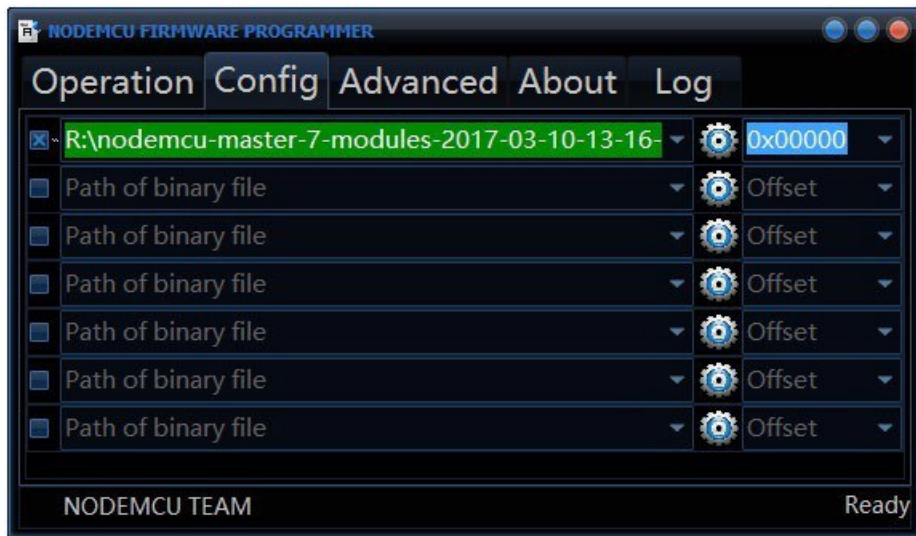 NODEMCU FIRMWARE PROGRAMMER
Operation Config Advanced About Log
R:\nodemcu-master-7-modules-2017-03-10-13-16- 0x00000
Path of binary file Offset
Path of binary file Offset
Path of binary file Offset
Path of binary file Offset
Path of binary file Offset
Path of binary file Offset
NODEMCU TEAM Ready